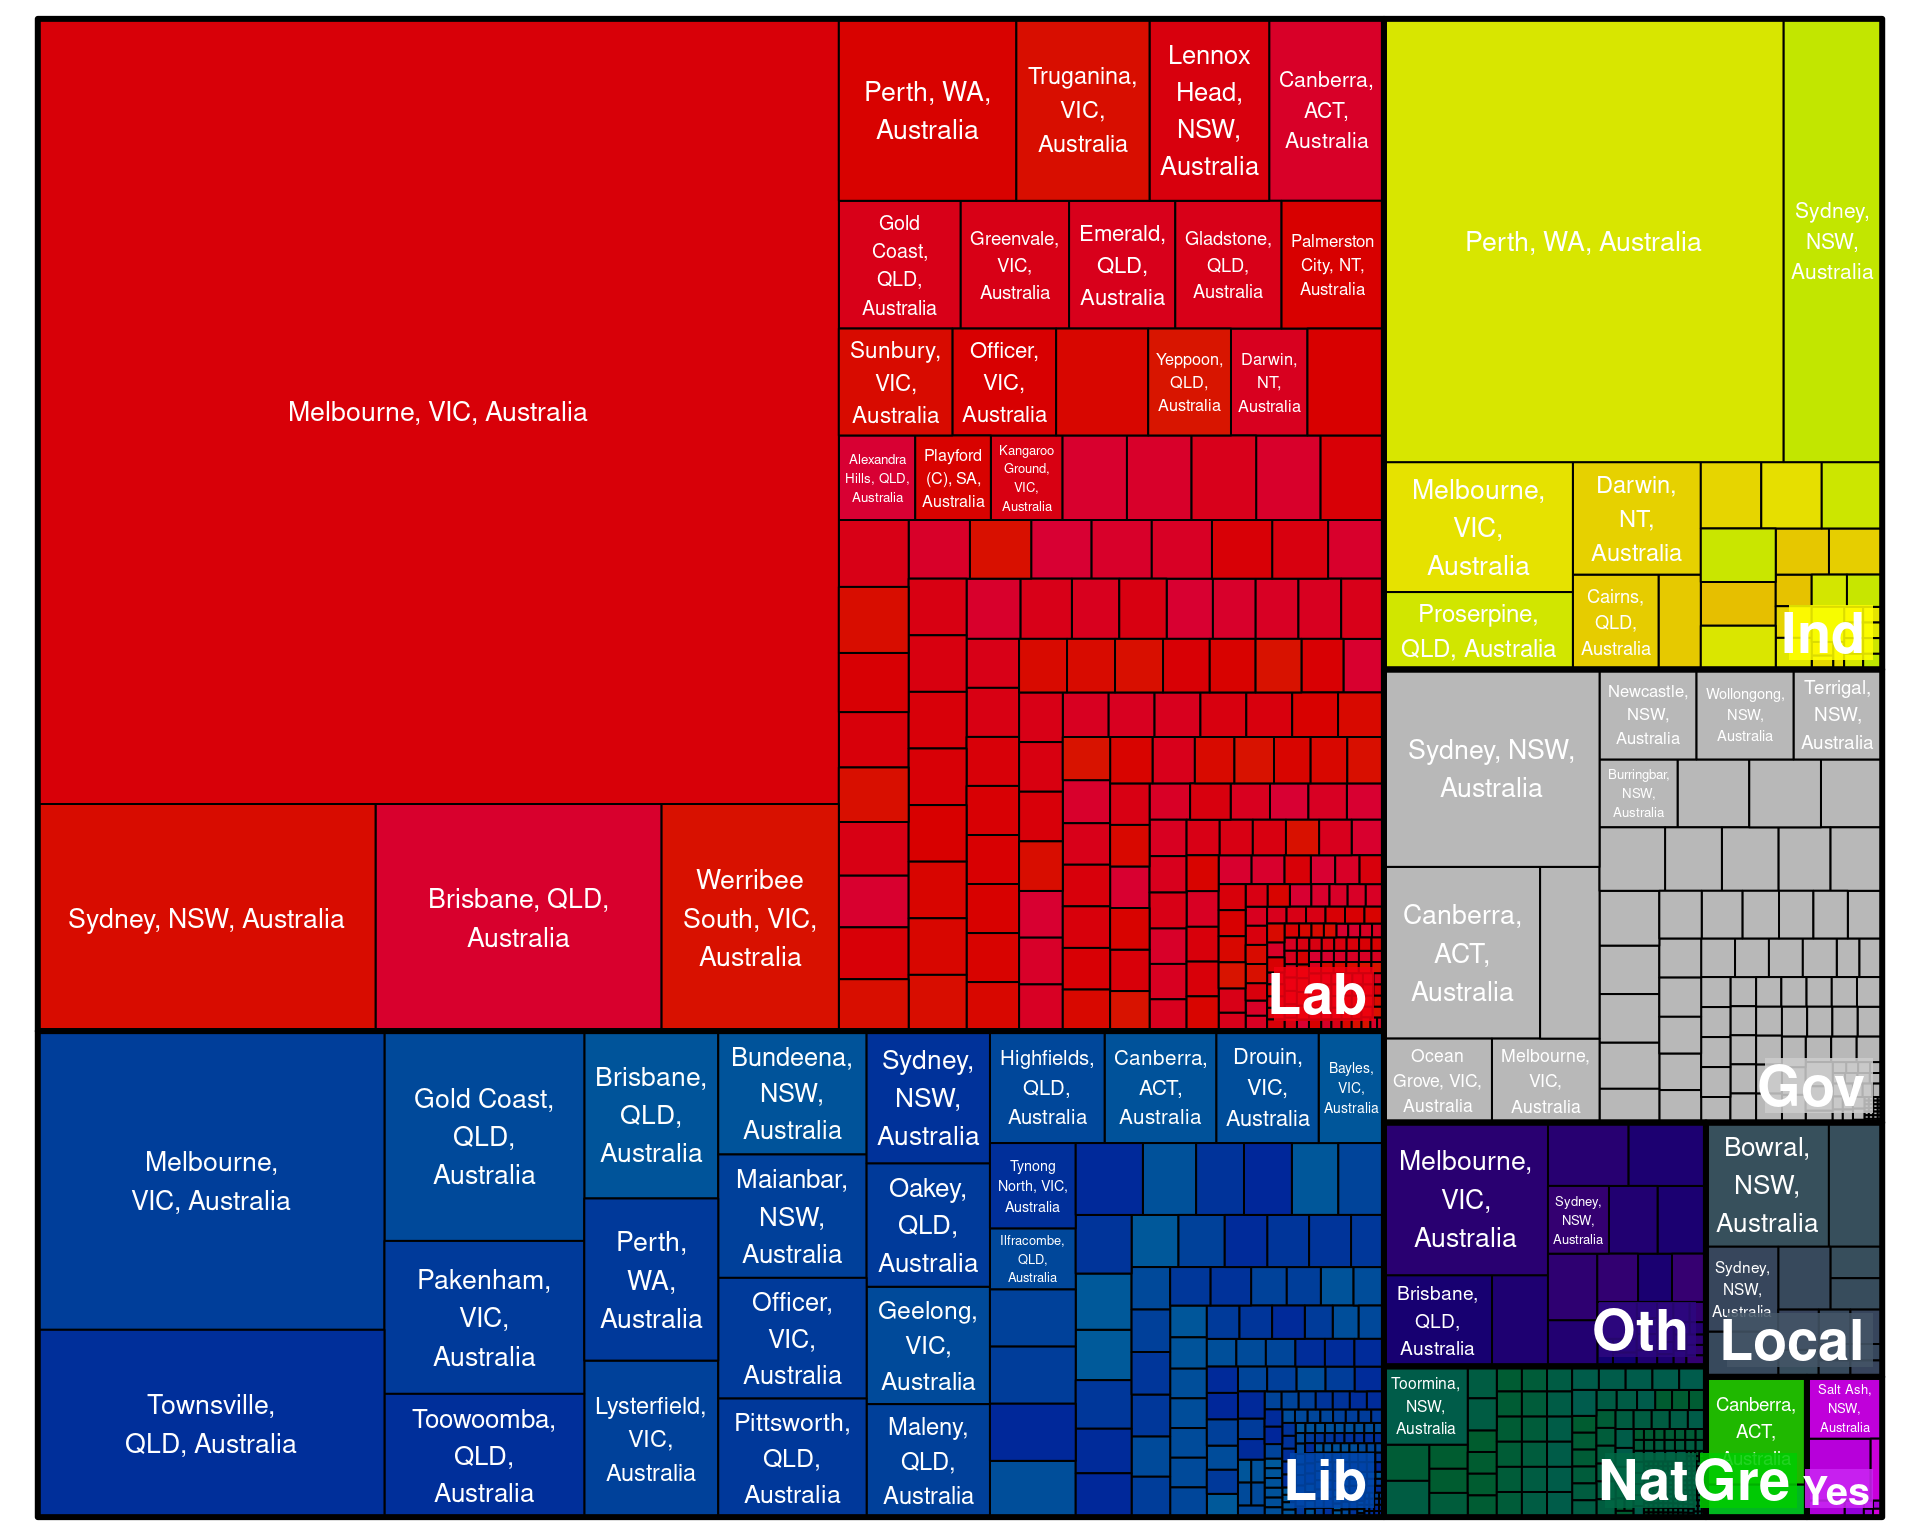 Melbourne, VIC, Australia
Sydney, NSW, Australia
Brisbane, QLD,
Australia
Werribee
South, VIC,
Australia
Perth, WA,
Australia
Truganina,
VIC,
Australia
Lennox
Head,
NSW,
Australia
Canberra,
ACT,
Australia
Gold
Coast,
QLD,
Australia
Greenvale,
VIC,
Australia
Emerald,
QLD,
Australia
Gladstone,
QLD,
Australia
Palmerston
City, NT,
Australia
Sunbury,
VIC,
Australia
Officer,
VIC,
Australia
Yeppoon,
QLD,
Australia
Darwin,
NT,
Australia
Alexandra
Hills, QLD,
Australia
Playford
(C), SA,
Australia
Kangaroo
Ground,
VIC,
Australia
Lab
Perth, WA, Australia
Sydney,
NSW,
Australia
Melbourne,
VIC,
Australia
Darwin,
NT,
Australia
Proserpine,
QLD, Australia
Cairns,
QLD,
Australia
Ind
Sydney, NSW,
Australia
Newcastle,
NSW,
Australia
Wollongong,
NSW,
Australia
Terrigal,
NSW,
Australia
Burringbar,
NSW,
Australia
Canberra,
ACT,
Australia
Ocean
Grove, VIC,
Australia
Melbourne,
VIC,
Australia
Gov
Melbourne,
VIC, Australia
Townsville,
QLD, Australia
Gold Coast,
QLD,
Australia
Pakenham,
VIC,
Australia
Toowoomba,
QLD,
Australia
Brisbane,
QLD,
Australia
Perth,
WA,
Australia
Lysterfield,
VIC,
Australia
Bundeena,
NSW,
Australia
Maianbar,
NSW,
Australia
Officer,
VIC,
Australia
Pittsworth,
QLD,
Australia
Sydney,
NSW,
Australia
Oakey,
QLD,
Australia
Geelong,
VIC,
Australia
Maleny,
QLD,
Australia
Highfields,
QLD,
Australia
Canberra,
ACT,
Australia
Drouin,
VIC,
Australia
Bayles,
VIC,
Australia
Tynong
North, VIC,
Australia
Ilfracombe,
QLD,
Australia
Lib
Melbourne,
VIC,
Australia
Sydney,
NSW,
Australia
Brisbane,
QLD,
Australia
Oth
Bowral,
NSW,
Australia
Sydney,
NSW,
Australia
Local
Toormina,
NSW,
Australia
Nat
Canberra,
ACT,
Australia
Gre
Salt Ash,
NSW,
Australia
Yes